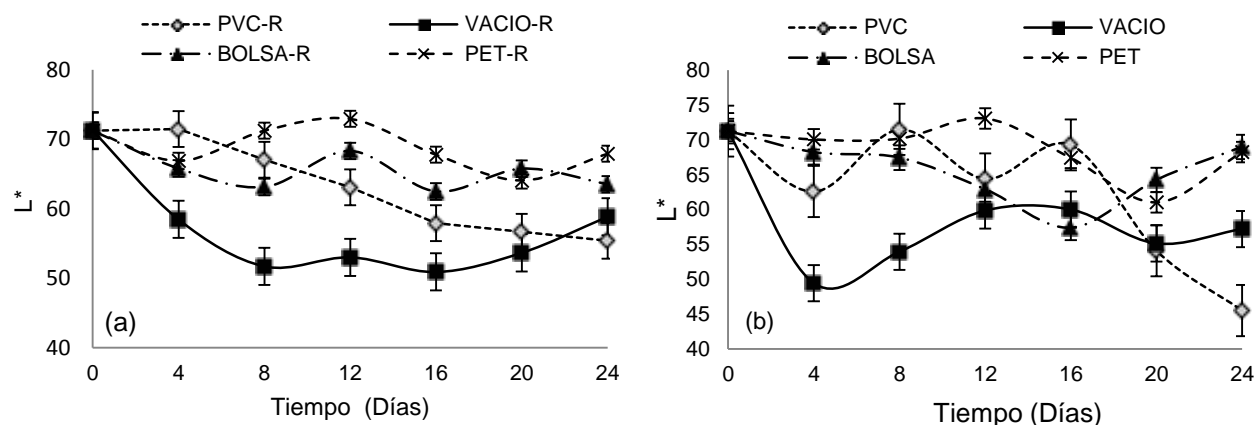 PVC-R VACIO-R
BOLSA-R PET-R
80
70
60
50
40
L*
(a)
0 4 8 12 16 20 24
Tiempo (Días)
PVC VACIO
BOLSA PET
80
75
70
65
60
55
50
45
40
L*
(b)
0 4 8 12 16 20 24
Tiempo (Días)